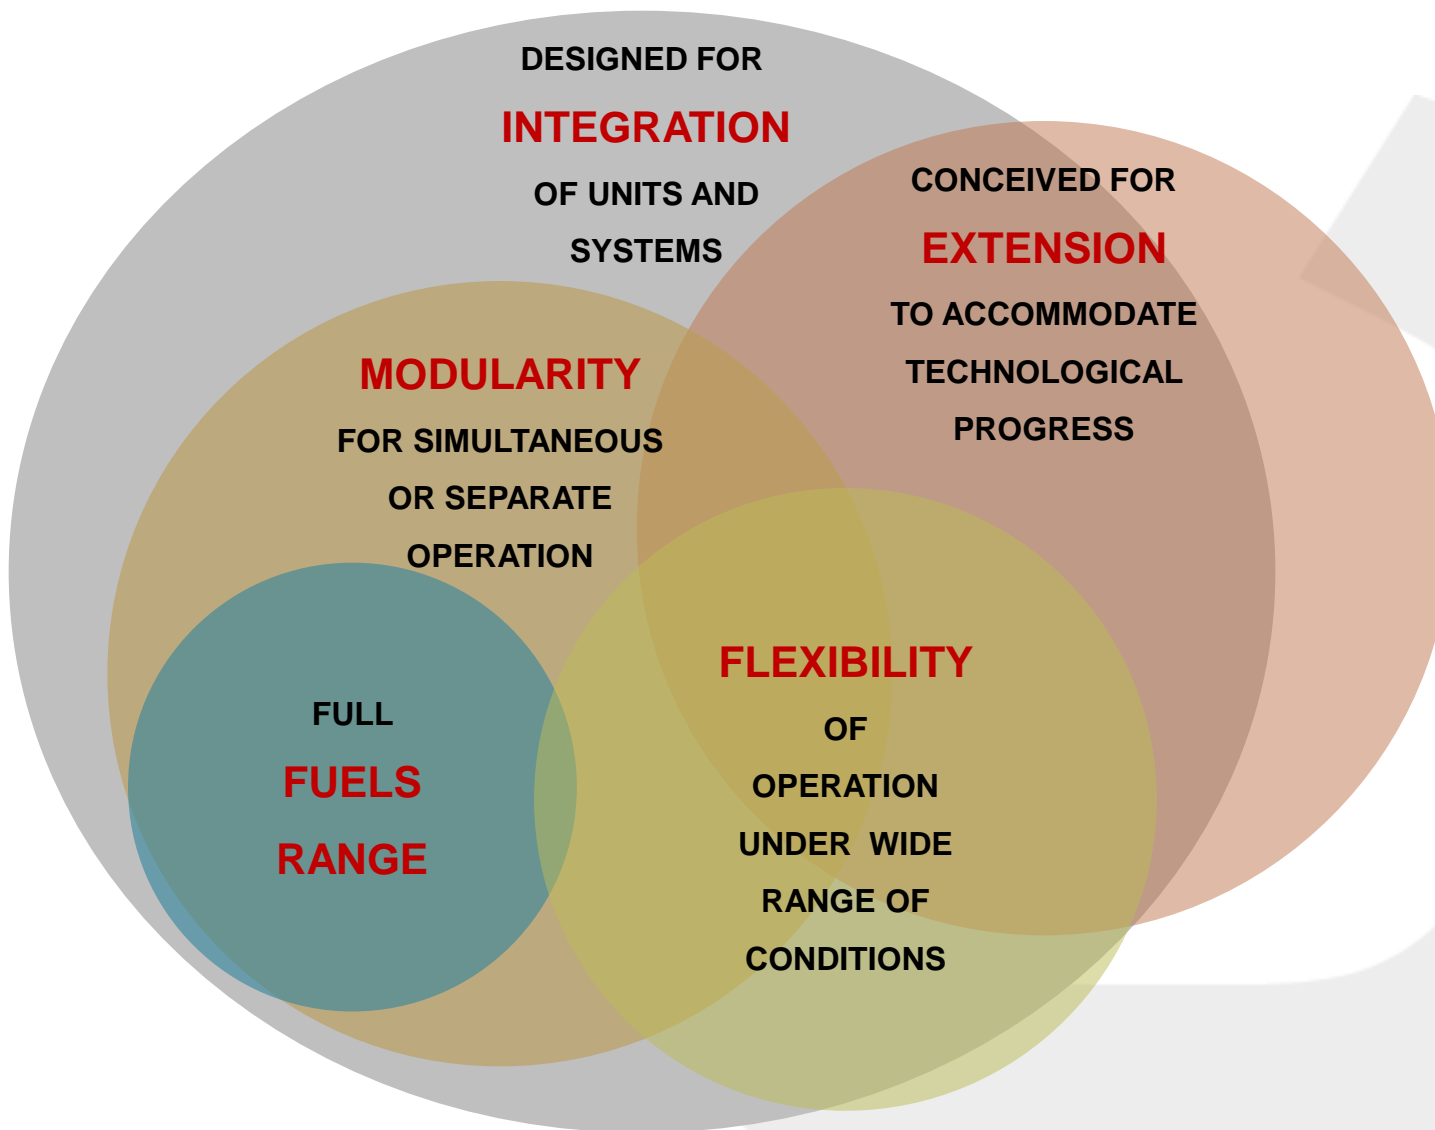 DESIGNED FOR
INTEGRATION
OF UNITS AND
SYSTEMS
CONCEIVED FOR
EXTENSION
TO ACCOMMODATE
TECHNOLOGICAL
PROGRESS
MODULARITY
FOR SIMULTANEOUS
OR SEPARATE
OPERATION
FLEXIBILITY
OF
OPERATION
UNDER WIDE
RANGE OF
CONDITIONS
FULL
FUELS
RANGE